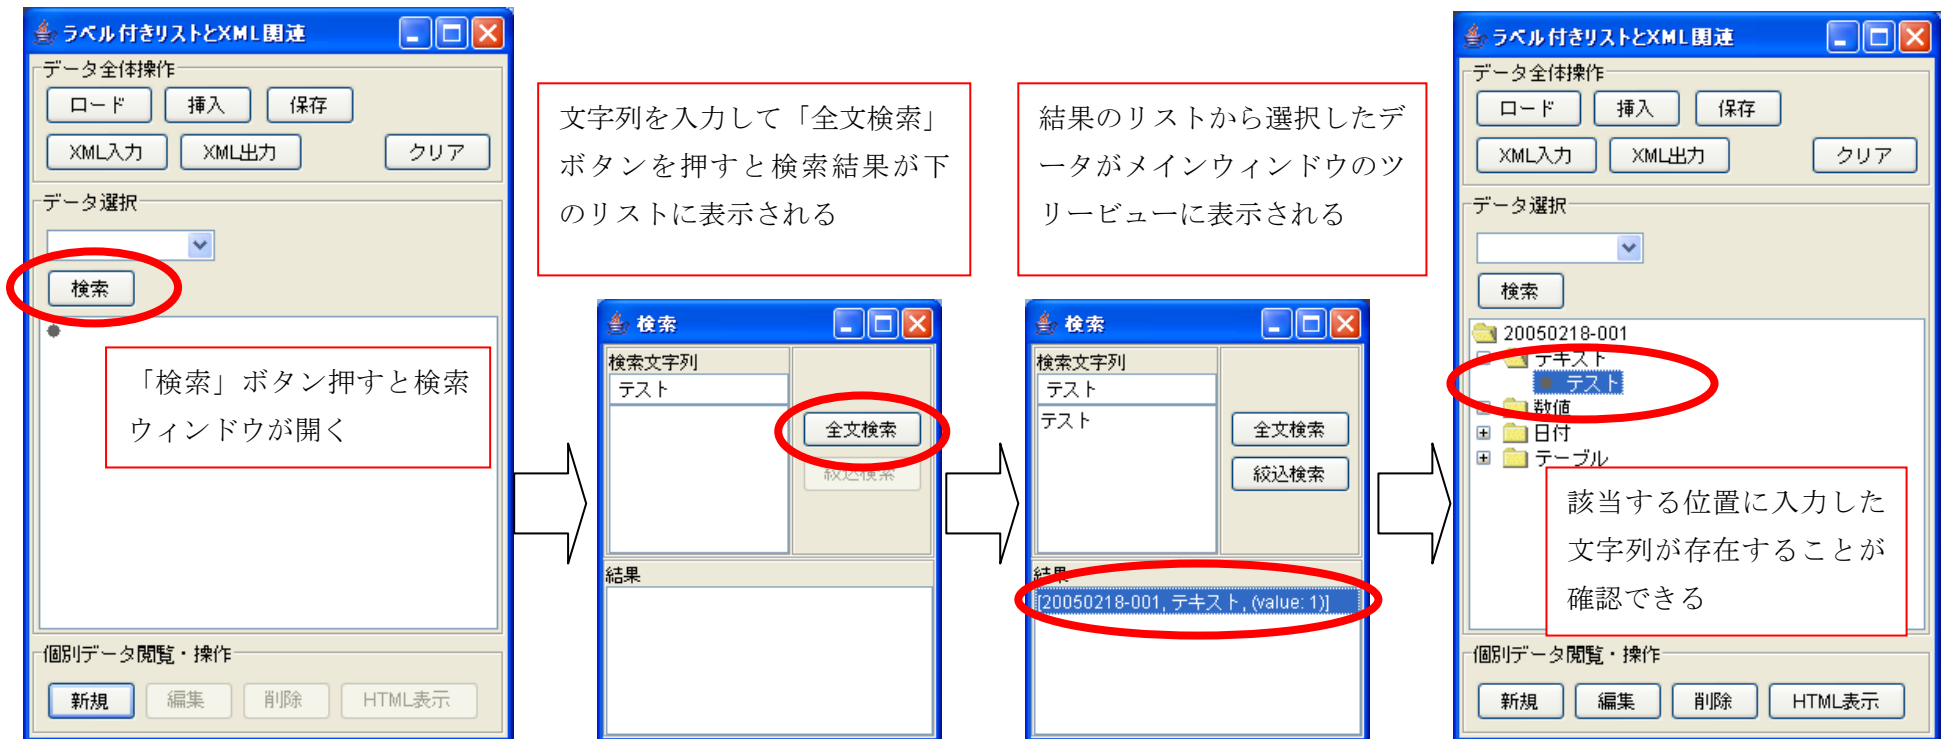 ラベル付きリストとXML関連
データ全体操作
ロード 挿入 保存
XML入力 XML出力 クリア
データ選択
検索
「検索」ボタン押すと検索
ウィンドウが開く
個別データ閲覧・操作
新規 編集 削除 HTML表示
文字列を入力して「全文検索」
ボタンを押すと検索結果が下
のリストに表示される
検索
検索文字列
テスト
全文検索
絞込検索
結果
結果のリストから選択したデ
ータがメインウィンドウのツ
リービューに表示される
検索
検索文字列
テスト
テスト
全文検索
絞込検索
結果
[20050218-001, テキスト, (value: 1)]
ラベル付きリストとXML関連
データ全体操作
ロード 挿入 保存
XML入力 XML出力 クリア
データ選択
検索
20050218-001
テキスト
テスト
数値
日付
テーブル
該当する位置に入力した
文字列が存在することが
確認できる
個別データ閲覧・操作
新規 編集 削除 HTML表示